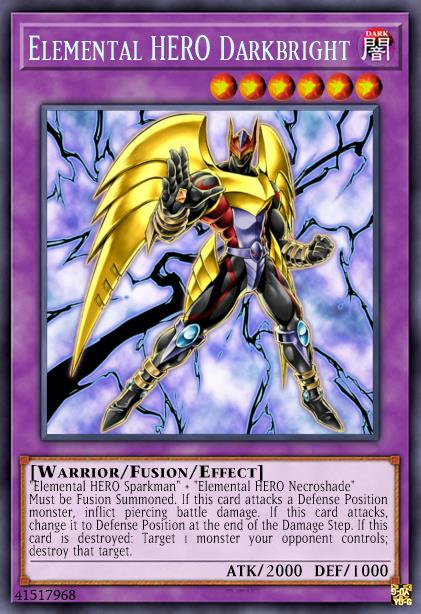 Elemental HERO Darkbright
DARK
闇
[Warrior/Fusion/Effect]
"Elemental HERO Sparkman" + "Elemental HERO Necroshade"
Must be Fusion Summoned. If this card attacks a Defense Position
monster, inflict piercing battle damage. If this card attacks,
change it to Defense Position at the end of the Damage Step. If this
card is destroyed: Target 1 monster your opponent controls;
destroy that target.
ATK/2000 DEF/1000
41517968